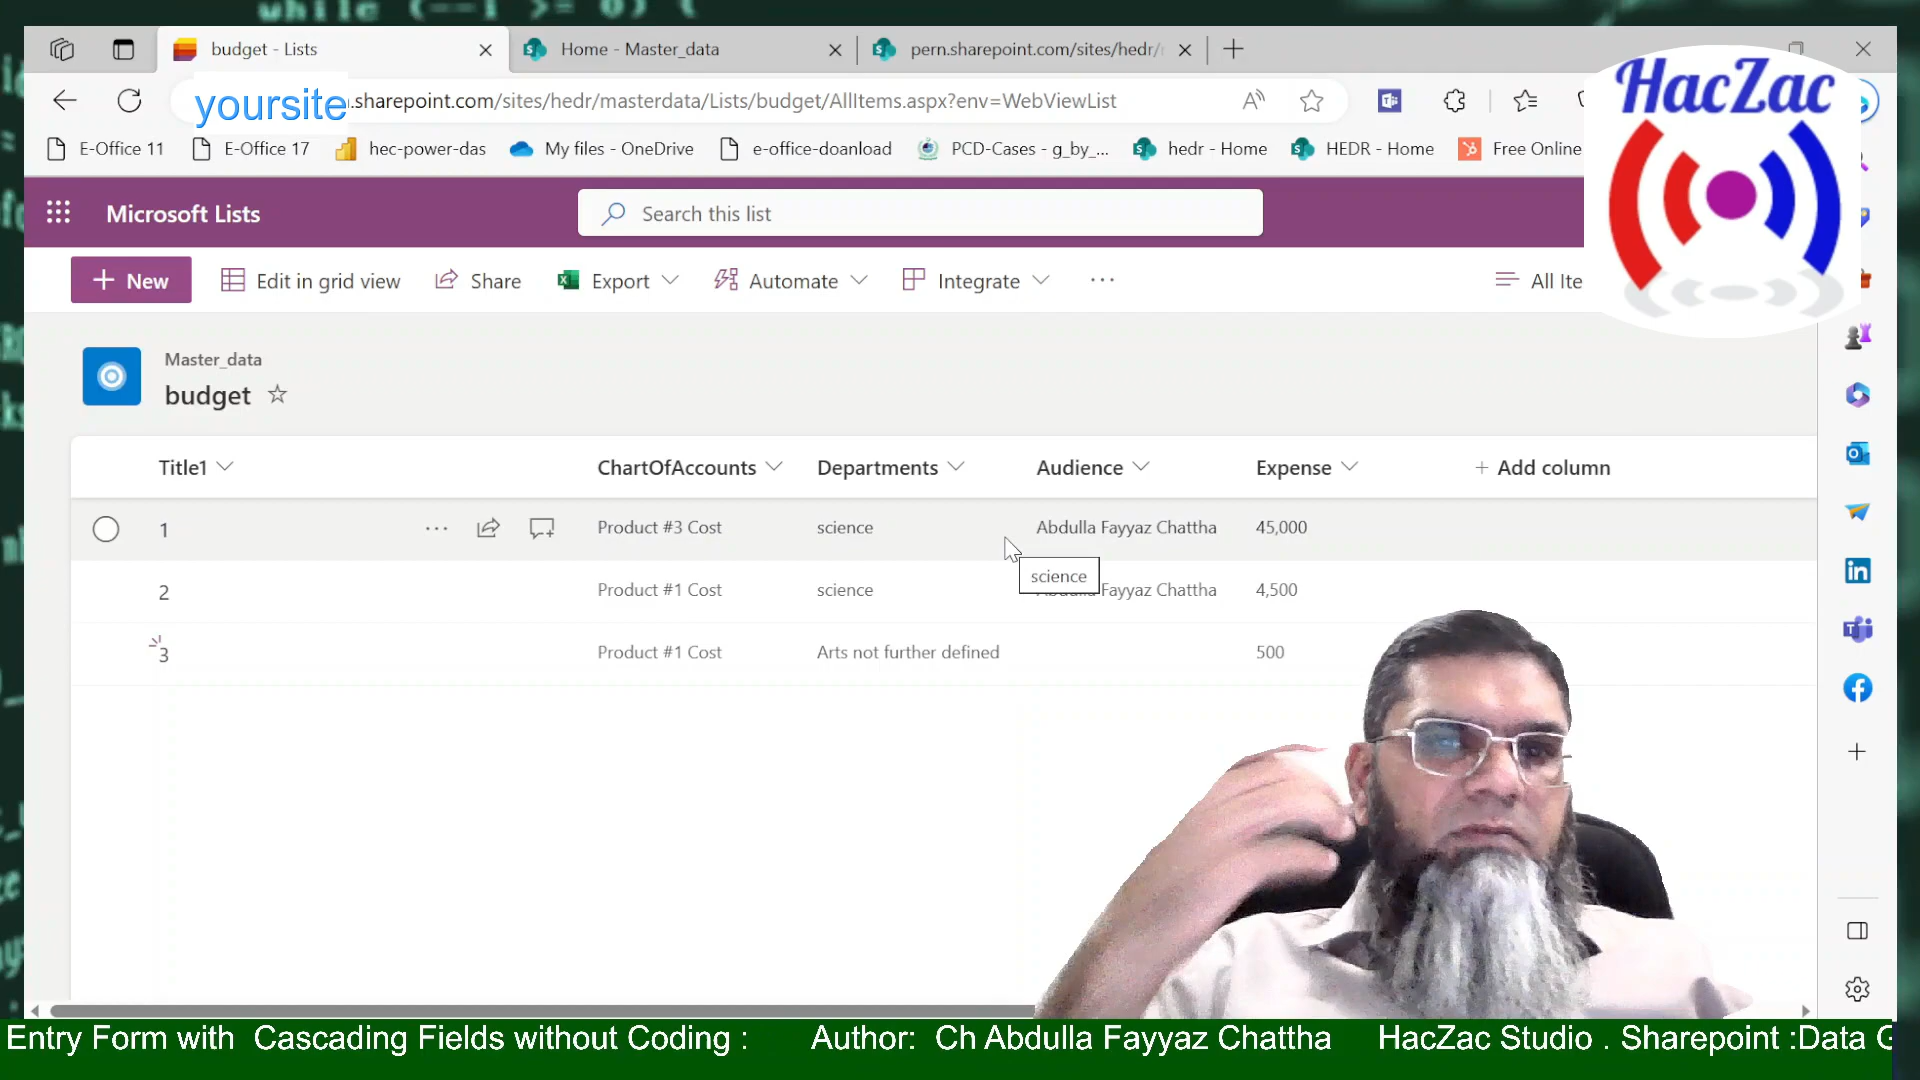 while (--i >= 0) {
budget - Lists
Home - Master_data
pern.sharepoint.com/sites/hedr/
yoursite.sharepoint.com/sites/hedr/masterdata/Lists/budget/AllItems.aspx?env=WebViewList
E-Office 11
E-Office 17
hec-power-das
My files - OneDrive
e-office-doanload
PCD-Cases - g_by_...
hedr - Home
HEDR - Home
Free Online
HacZac
Microsoft Lists
Search this list
New
Edit in grid view
Share
Export
Automate
Integrate
All Ite
Master_data
budget
Title1 ChartOfAccounts Departments Audience Expense + Add column
1 Product #3 Cost science Abdulla Fayyaz Chattha 45,000
science
2 Product #1 Cost science Abdulla Fayyaz Chattha 4,500
3 Product #1 Cost Arts not further defined 500
Entry Form with Cascading Fields without Coding : Author: Ch Abdulla Fayyaz Chattha HacZac Studio . Sharepoint :Data G